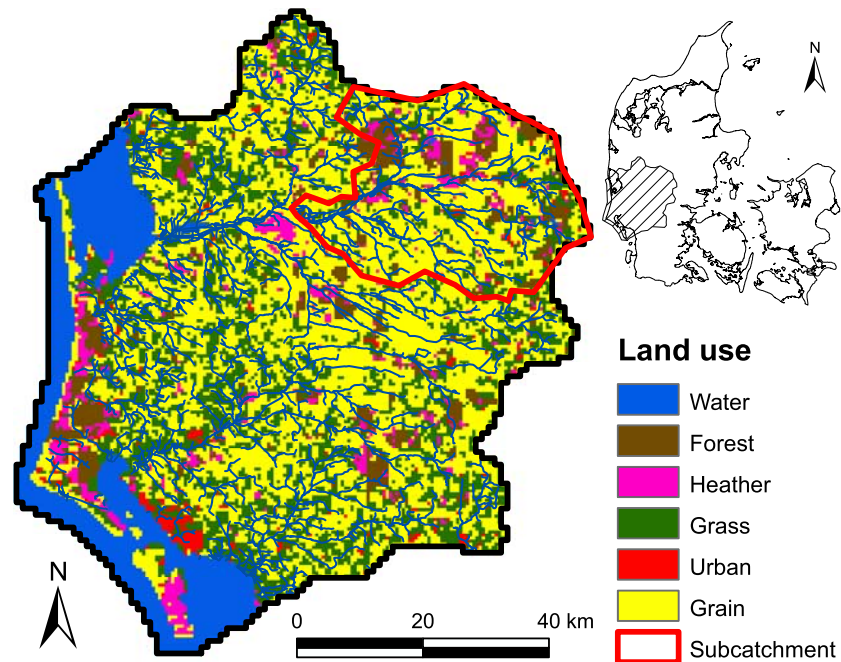 N
Land use
Water
Forest
Heather
Grass
Urban
Grain
Subcatchment
N
0 20 40 km